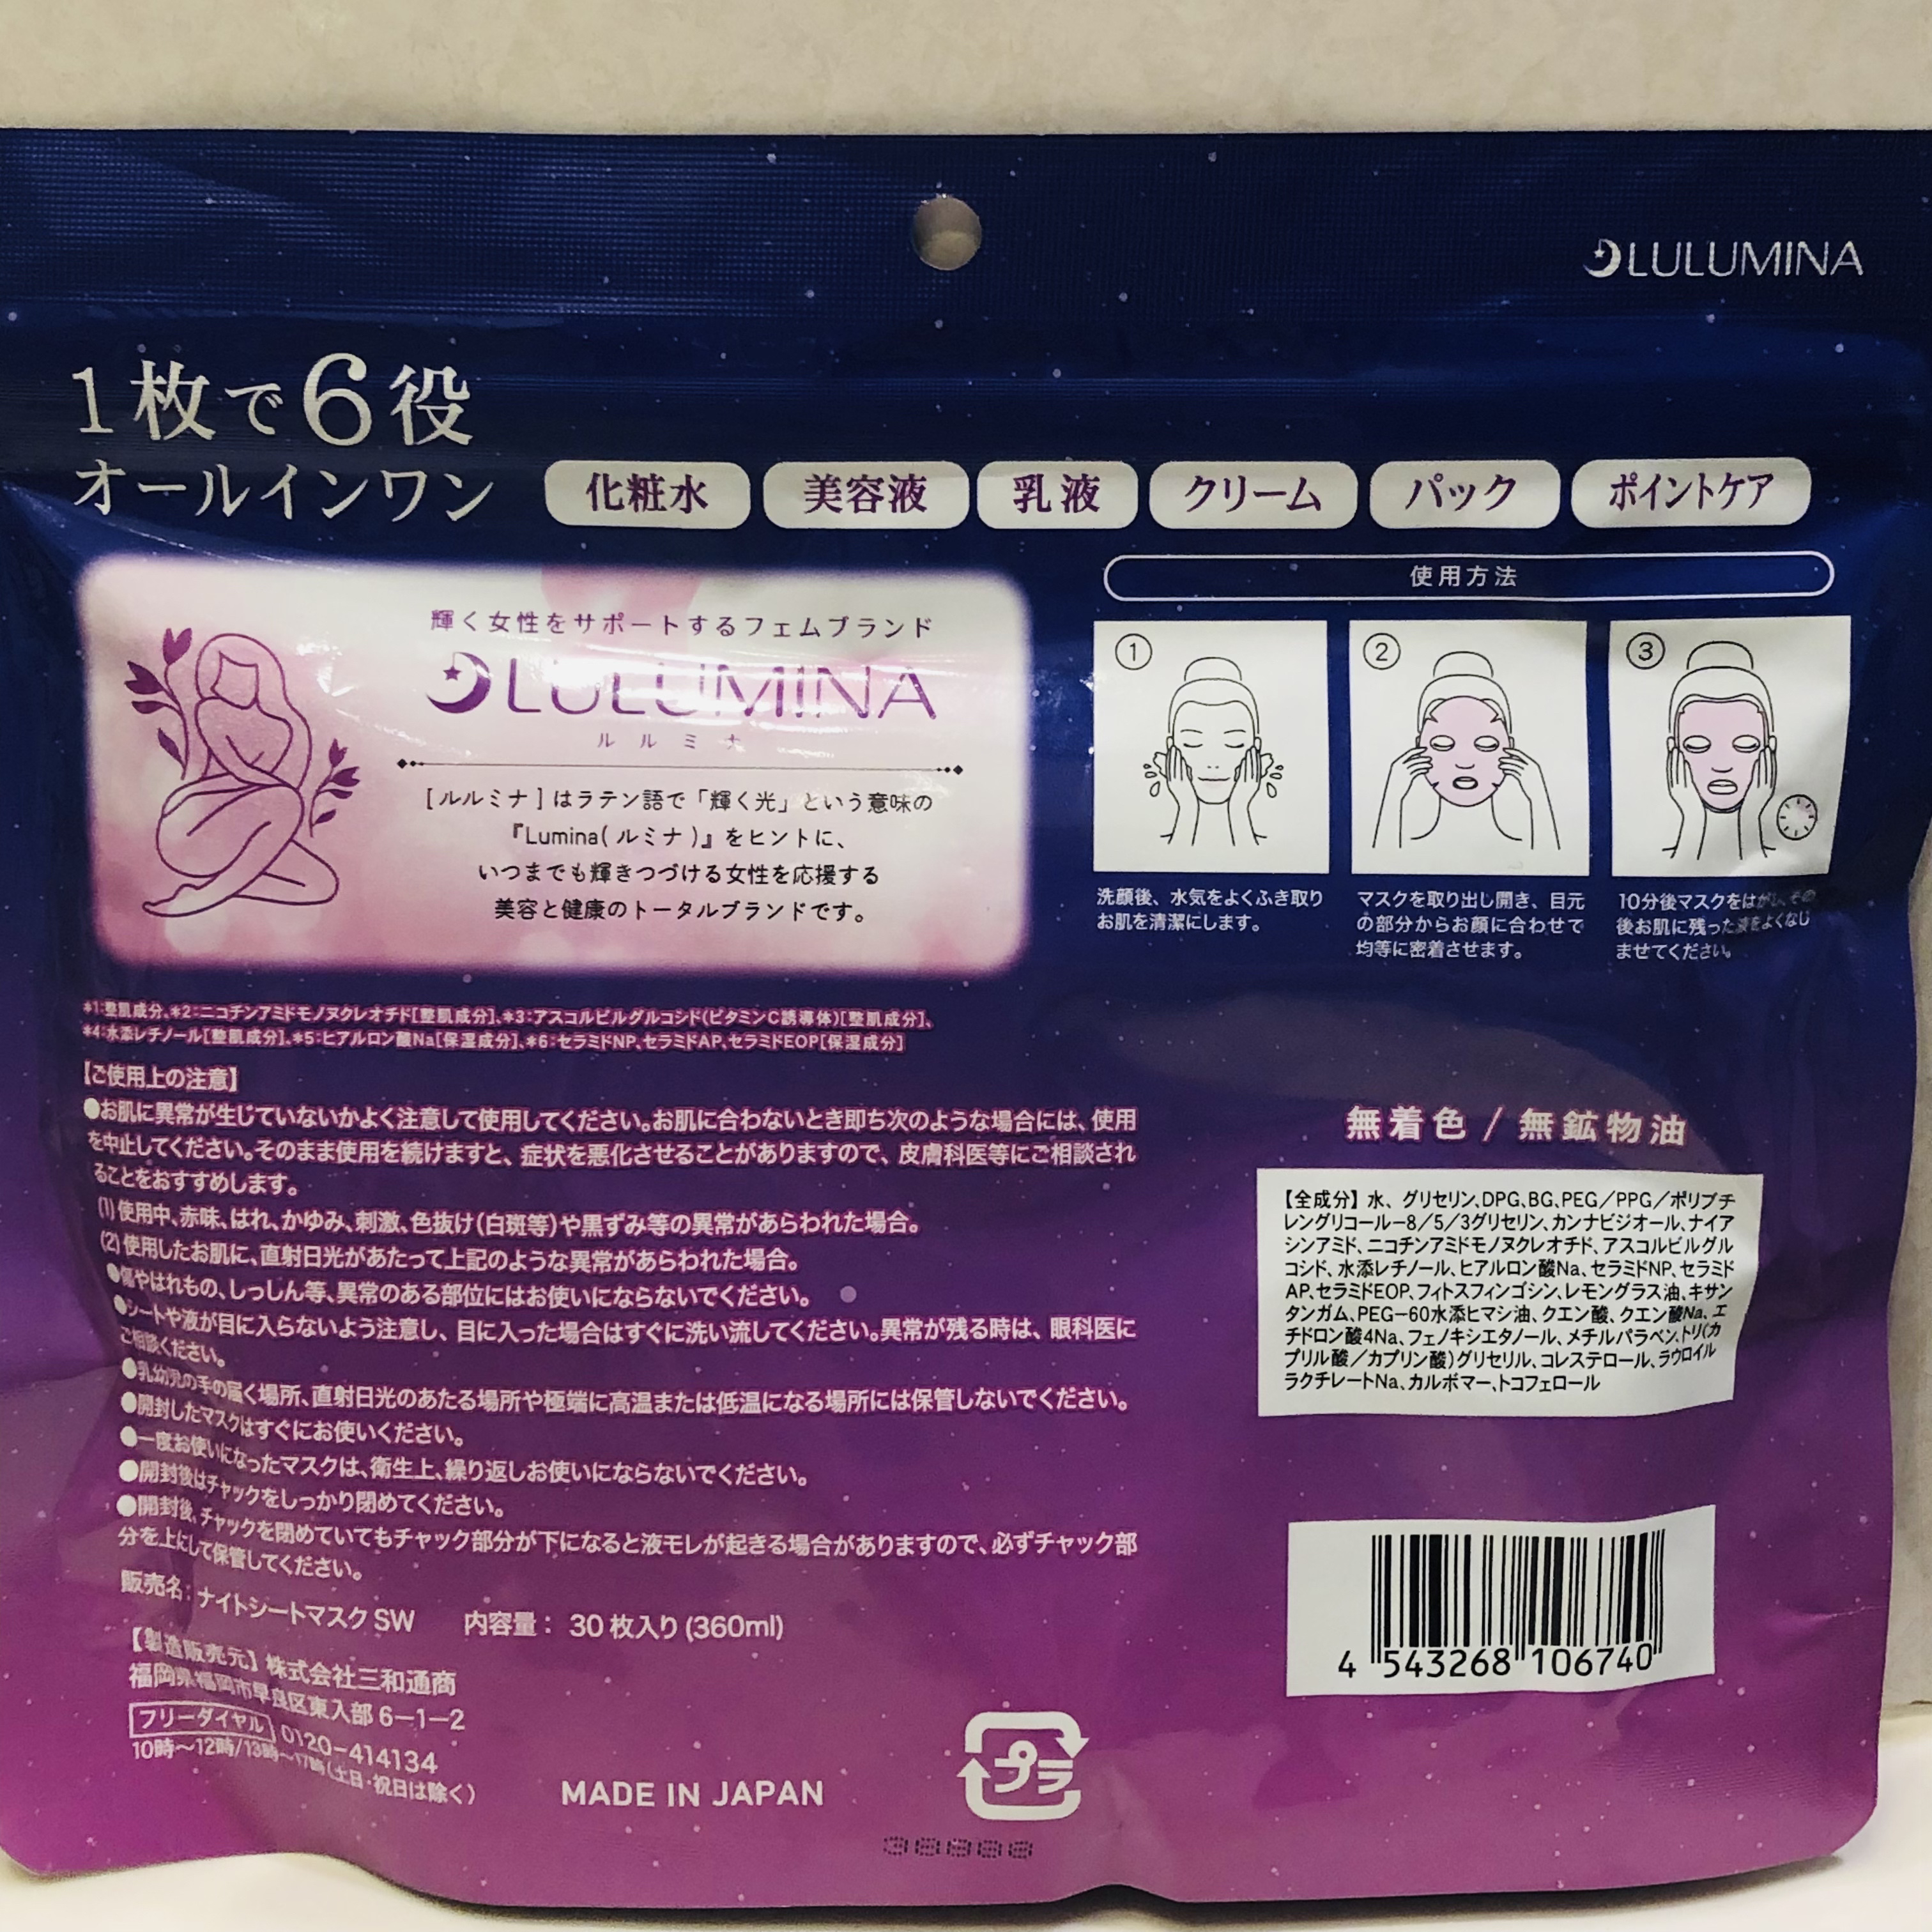 LULUMINA
1枚で6役
オールインワン
化粧水 美容液 乳液 クリーム パック ポイントケア
輝く女性をサポートするフェムブランド
LULUMINA
ルルミナ
[ルルミナ]はラテン語で「輝く光」という意味の
『Lumina(ルミナ)』をヒントに、
いつまでも輝きつづける女性を応援する
美容と健康のトータルブランドです。
使用方法
①
洗顔後、水気をよくふき取り
お肌を清潔にします。
②
マスクを取り出し開き、目元
の部分からお顔に合わせて
均等に密着させます。
③
10分後マスクをはがし、その
後お肌に残った液をよくなじ
ませてください。
*1:整肌成分、*2:ニコチンアミドモノヌクレオチド[整肌成分]、*3:アスコルビルグルコシド(ビタミンC誘導体)[整肌成分]、
*4:水添レチノール[整肌成分]、*5:ヒアルロン酸Na[保湿成分]、*6:セラミドNP、セラミドAP、セラミドEOP[保湿成分]
【ご使用上の注意】
●お肌に異常が生じていないかよく注意して使用してください。お肌に合わないとき即ち次のような場合には、使用
を中止してください。そのまま使用を続けますと、症状を悪化させることがありますので、皮膚科医等にご相談され
ることをおすすめします。
(1)使用中、赤味、はれ、かゆみ、刺激、色抜け(白斑等)や黒ずみ等の異常があらわれた場合。
(2)使用したお肌に、直射日光があたって上記のような異常があらわれた場合。
●傷やはれもの、しっしん等、異常のある部位にはお使いにならないでください。
●シートや液が目に入らないよう注意し、目に入った場合はすぐに洗い流してください。異常が残る時は、眼科医に
ご相談ください。
●乳幼児の手の届く場所、直射日光のあたる場所や極端に高温または低温になる場所には保管しないでください。
●開封したマスクはすぐにお使いください。
●一度お使いになったマスクは、衛生上、繰り返しお使いにならないでください。
●開封後はチャックをしっかり閉めてください。
●開封後、チャックを閉めていてもチャック部分が下になると液モレが起きる場合がありますので、必ずチャック部
分を上にして保管してください。
販売名:ナイトシートマスクSW 内容量:30枚入り(360ml)
【製造販売元】株式会社三和通商
福岡県福岡市早良区東入部6-1-2
フリーダイヤル 0120-414134
10時~12時/13時~17時(土日・祝日は除く)
MADE IN JAPAN
プラ
無着色/無鉱物油
【全成分】水、グリセリン、DPG、BG、PEG/PPG/ポリブチ
レングリコール-8/5/3グリセリン、カンナビジオール、ナイア
シンアミド、ニコチンアミドモノヌクレオチド、アスコルビルグル
コシド、水添レチノール、ヒアルロン酸Na、セラミドNP、セラミド
AP、セラミドEOP、フィトスフィンゴシン、レモングラス油、キサン
タンガム、PEG-60水添ヒマシ油、クエン酸、クエン酸Na、エ
チドロン酸4Na、フェノキシエタノール、メチルパラベン、トリ(カ
プリル酸/カプリン酸)グリセリル、コレステロール、ラウロイル
ラクチレートNa、カルボマー、トコフェロール
4 543268 106740